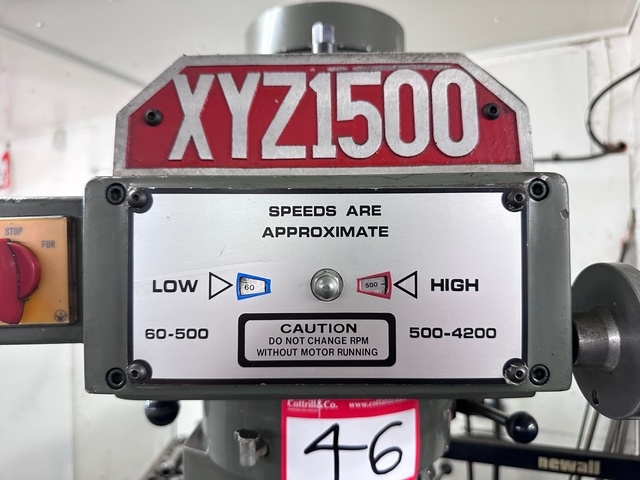 XYZ1500
STOP
FOR
SPEEDS ARE
APPROXIMATE
LOW
60
500
HIGH
60-500
500-4200
CAUTION
DO NOT CHANGE RPM
WITHOUT MOTOR RUNNING
Cottrill&Co.
46
newall